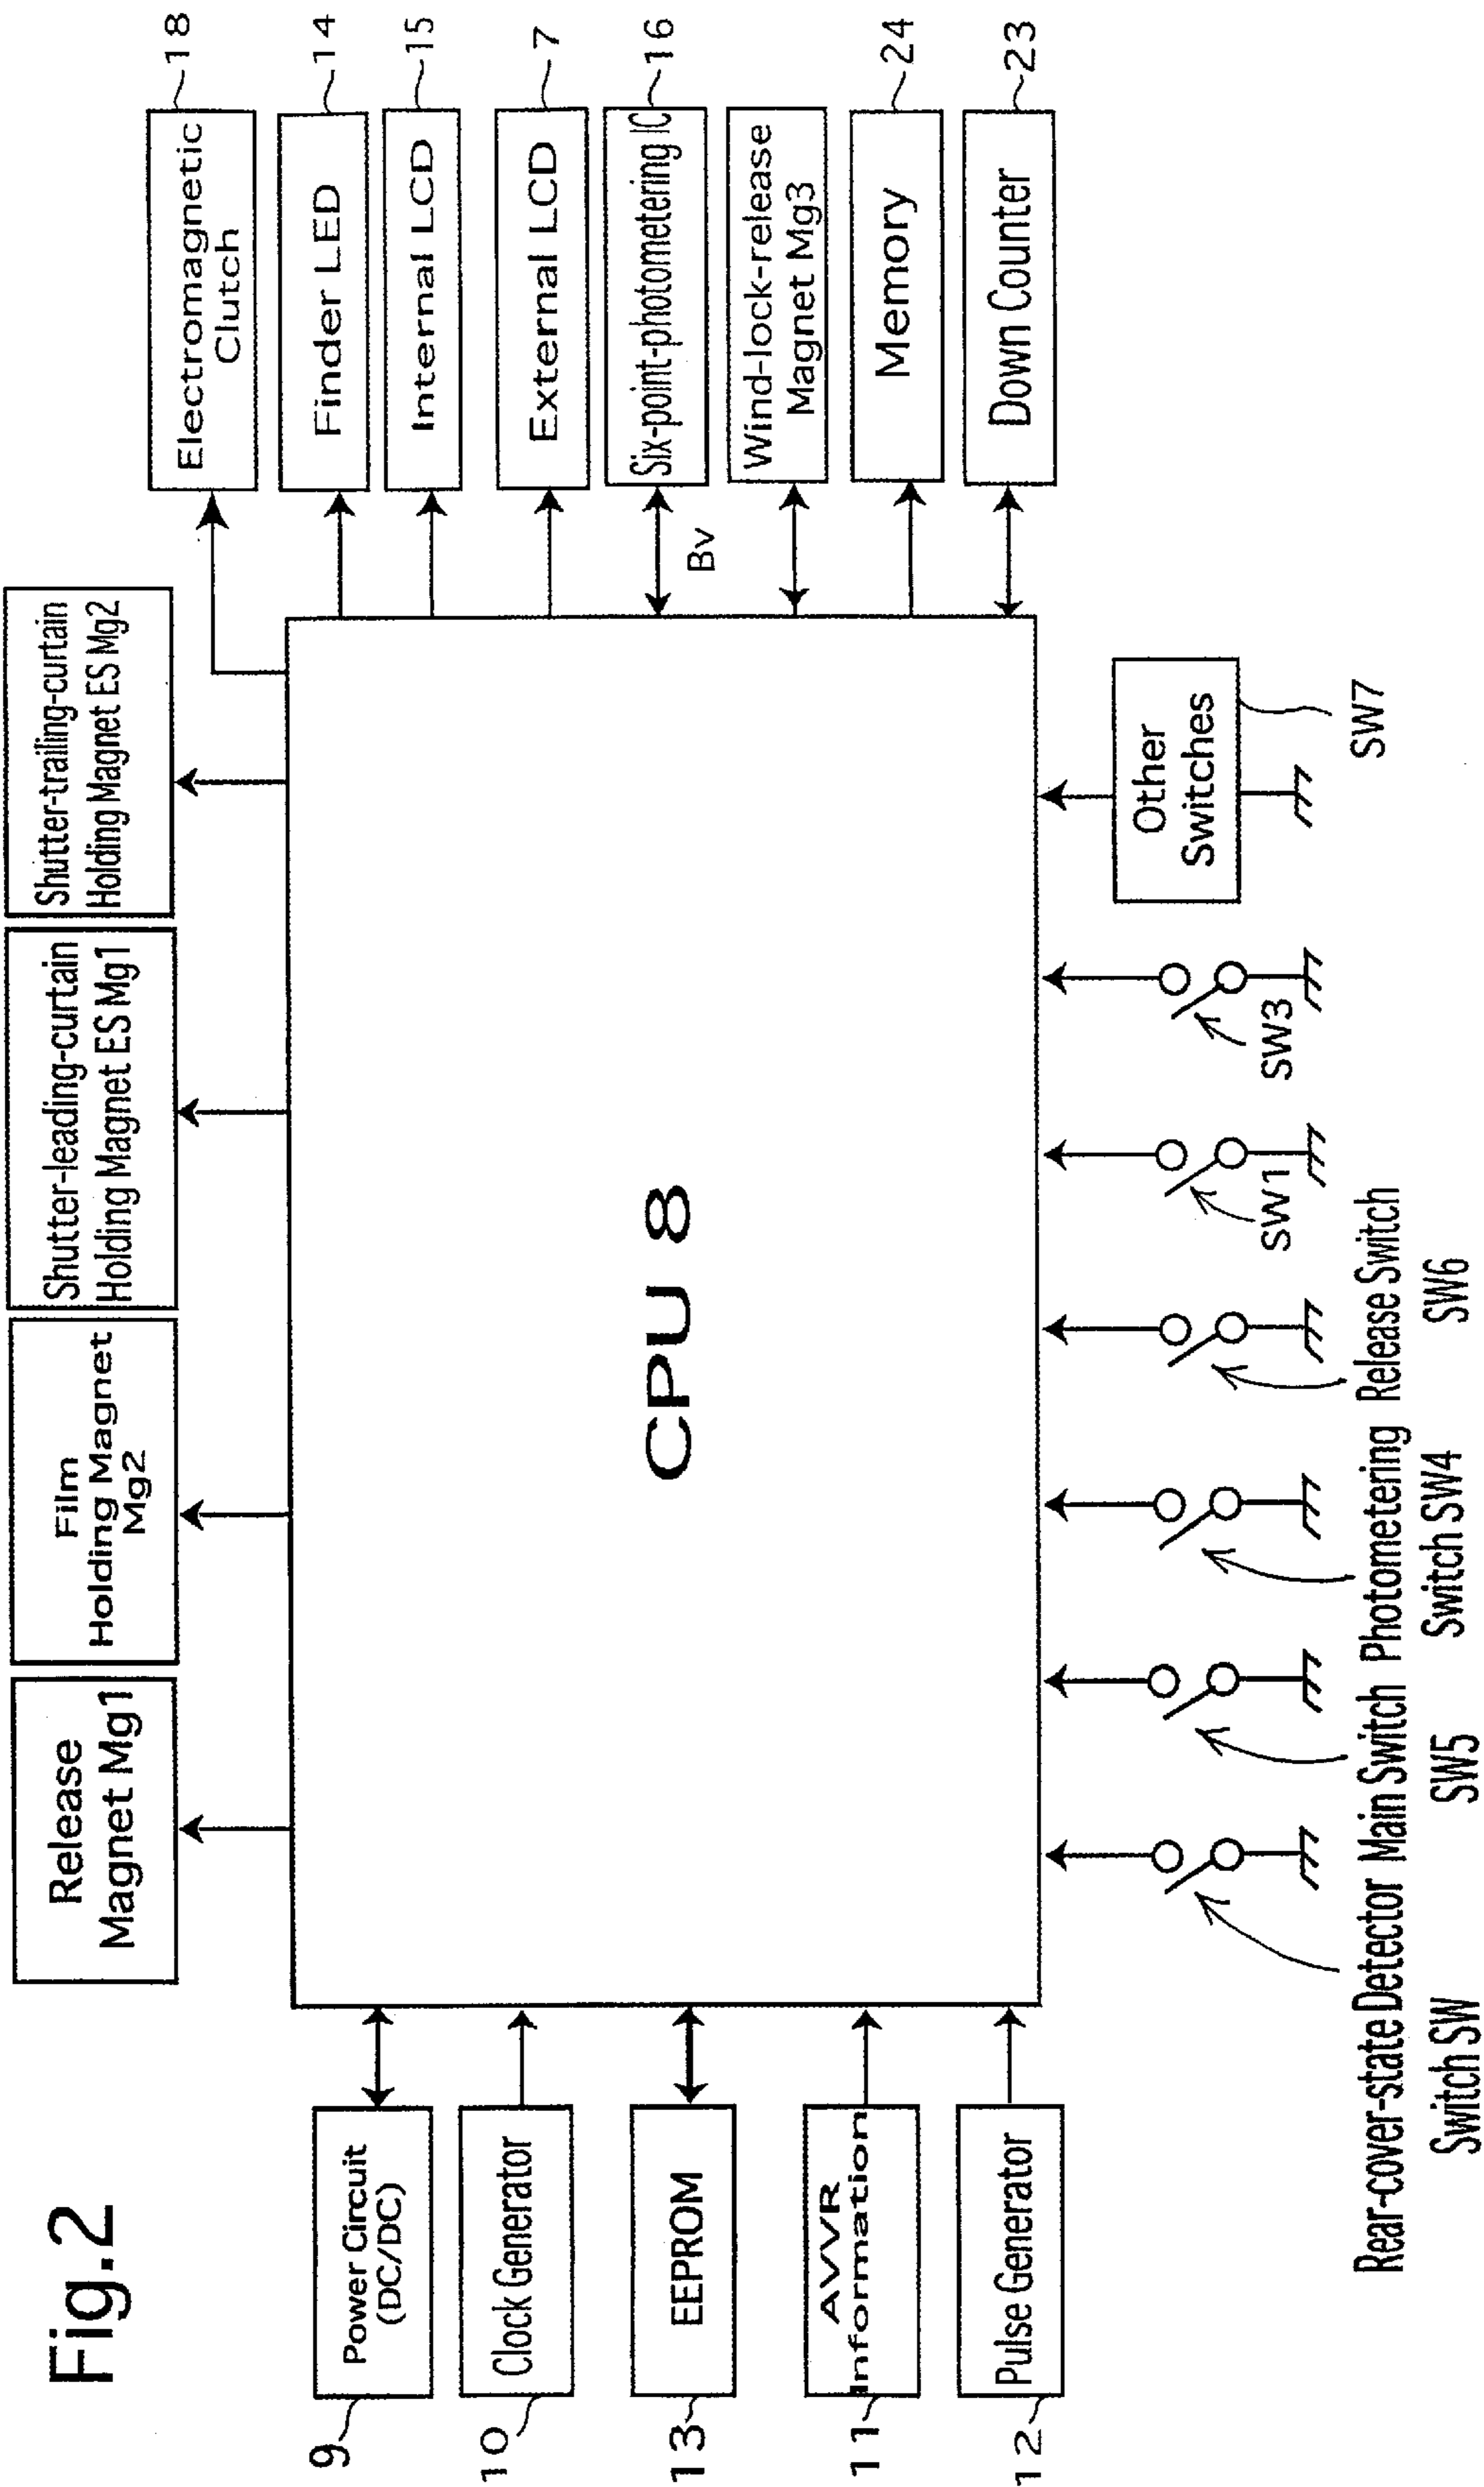 Fig.2
Release
Magnet Mg1
Film
Holding Magnet
Mg2
Shutter-leading-curtain
Holding Magnet ES Mg1
Shutter-trailing-curtain
Holding Magnet ES Mg2
Electromagnetic
Clutch
18
Finder LED
14
Internal LCD
15
External LCD
7
Six-point-photometering IC
16
Bv
Wind-lock-release
Magnet Mg3
Memory
24
Down Counter
23
CPU 8
9
Power Circuit
(DC/DC)
10
Clock Generator
13
EEPROM
11
AVVR
Information
12
Pulse Generator
Rear-cover-state Detector
Switch SW
Main Switch
SW5
Photometering
Switch SW4
Release Switch
SW6
SW1
SW3
Other
Switches
SW7